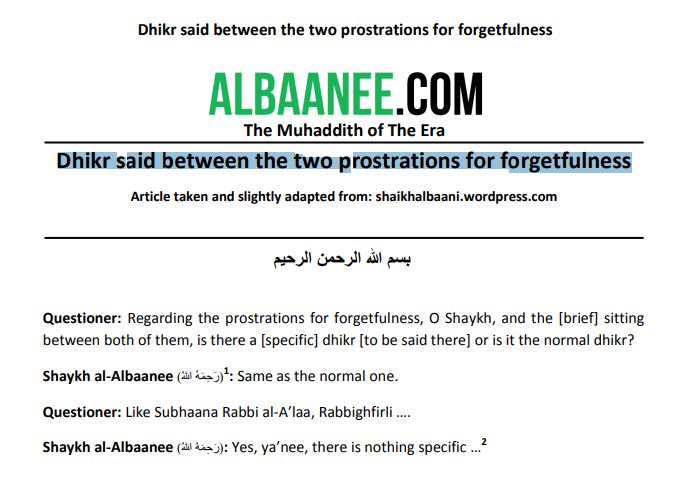 Dhikr said between the two prostrations for forgetfulness
ALBAANEE.COM
The Muhaddith of The Era
Dhikr said between the two prostrations for forgetfulness
Article taken and slightly adapted from: shaikhalbaani.wordpress.com
بسم الله الرحمن الرحيم
Questioner: Regarding the prostrations for forgetfulness, O Shaykh, and the [brief] sitting
between both of them, is there a [specific] dhikr [to be said there] or is it the normal dhikr?
Shaykh al-Albaanee (رَحِمَهُ اللهُ)1: Same as the normal one.
Questioner: Like Subhaana Rabbi al-A’laa, Rabbighfirli ....
Shaykh al-Albaanee (رَحِمَهُ اللهُ): Yes, ya’nee, there is nothing specific …2